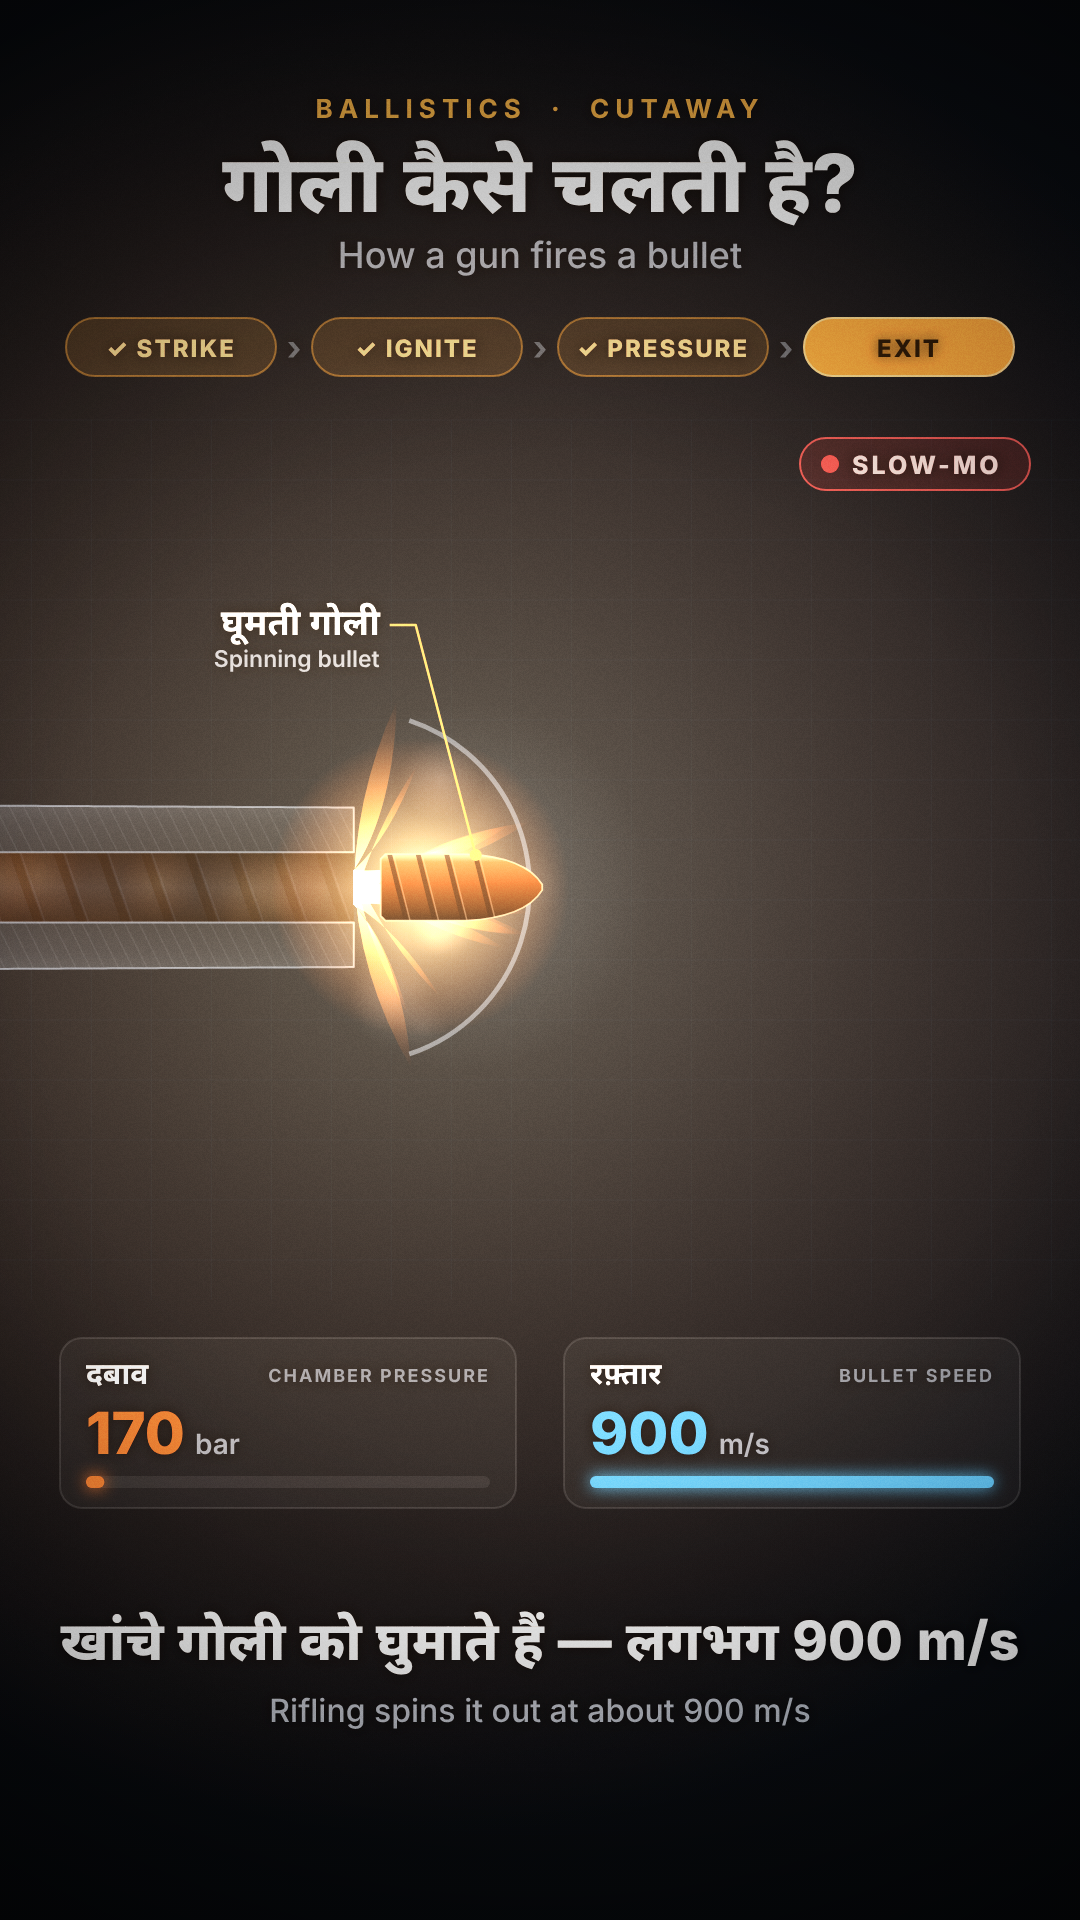 BALLISTICS · CUTAWAY
गोली कैसे चलती है?
How a gun fires a bullet
✓ STRIKE › ✓ IGNITE › ✓ PRESSURE › EXIT
SLOW-MO
घूमती गोली
Spinning bullet
दबाव CHAMBER PRESSURE
170 bar
रफ़्तार BULLET SPEED
900 m/s
खांचे गोली को घुमाते हैं — लगभग 900 m/s
Rifling spins it out at about 900 m/s